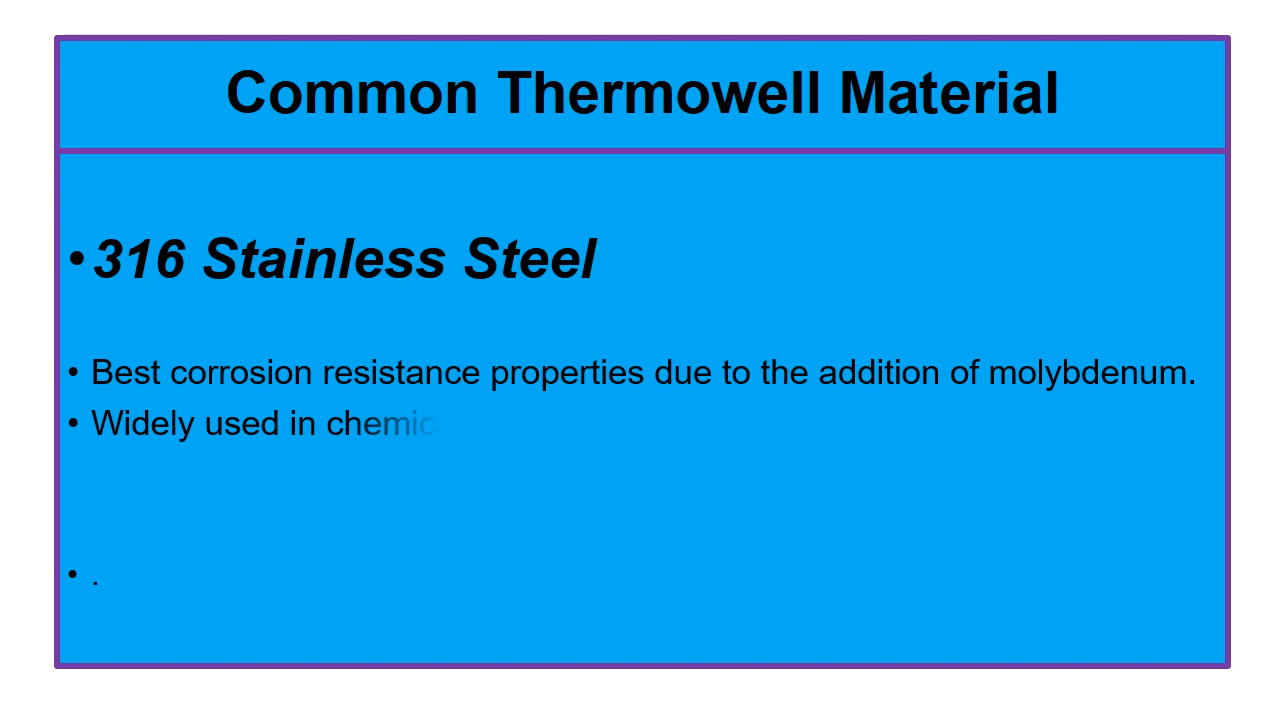 Common Thermowell Material
•316 Stainless Steel
• Best corrosion resistance properties due to the addition of molybdenum.
• Widely used in
• .